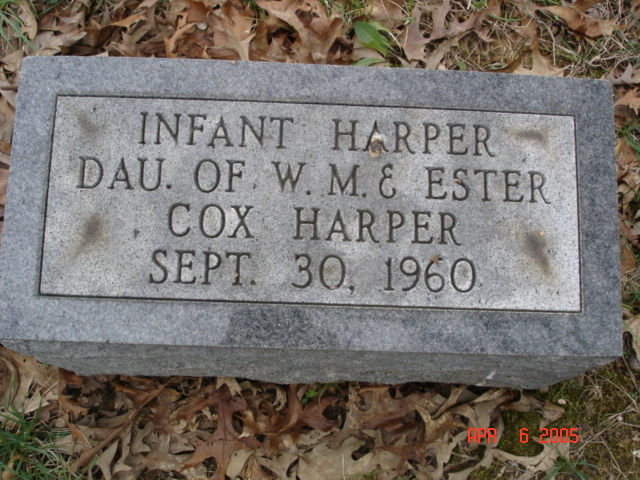 INFANT HARPER
DAU. OF W. M. & ESTER
COX HARPER
SEPT. 30, 1960
APR 6 2005